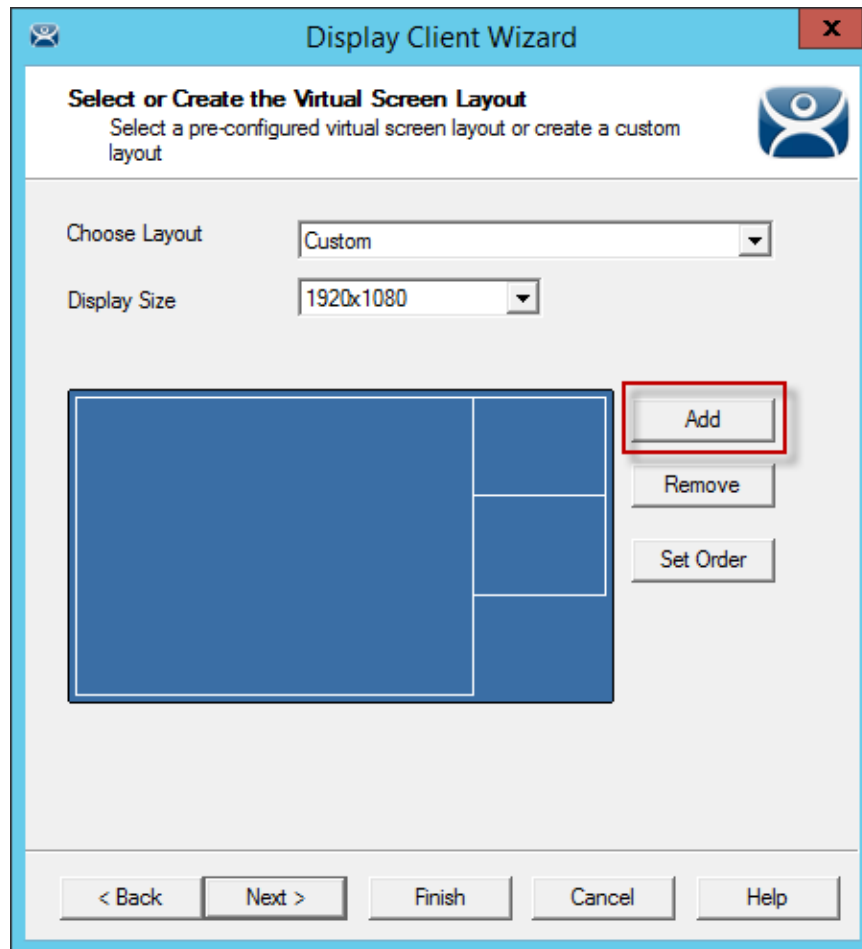 Display Client Wizard
x
Select or Create the Virtual Screen Layout
Select a pre-configured virtual screen layout or create a custom
layout
Choose Layout
Custom
Display Size
1920x1080
Add
Remove
Set Order
< Back
Next >
Finish
Cancel
Help